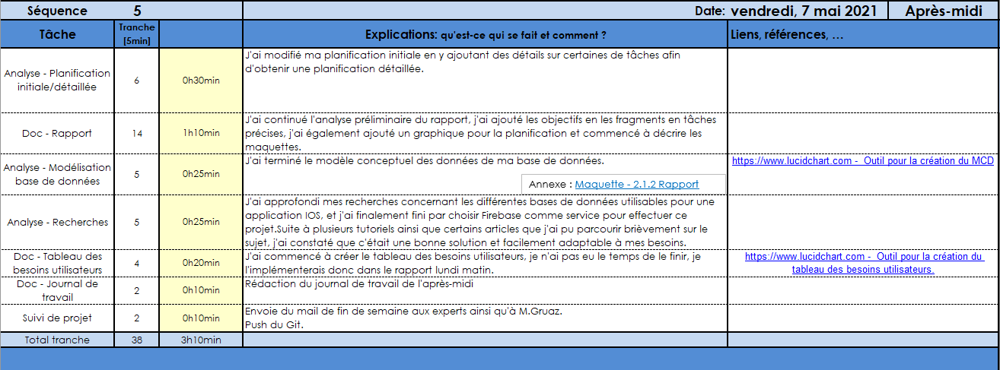 Séquence 5 Date: vendredi, 7 mai 2021 Après-midi
Tâche Tranche [5min] Explications: qu'est-ce qui se fait et comment ? Liens, références, ...
Analyse - Planification
initiale/détaillée
6
0h30min
J'ai modifié ma planification initiale en y ajoutant des détails sur certaines de tâches afin
d'obtenir une planification détaillée.
Doc - Rapport
14
1h10min
J'ai continué l'analyse préliminaire du rapport, j'ai ajouté les objectifs en les fragments en tâches
précises, j'ai également ajouté un graphique pour la planification et commencé à décrire les
maquettes.
Analyse - Modélisation
base de données
5
0h25min
J'ai terminé le modèle conceptuel des données de ma base de données.
Annexe : Maquette - 2.1.2 Rapport
https://www.lucidchart.com - Outil pour la création du MCD
Analyse - Recherches
5
0h25min
J'ai approfondi mes recherches concernant les différentes bases de données utilisables pour une
application IOS, et j'ai finalement fini par choisir Firebase comme service pour effectuer ce
projet.Suite à plusieurs tutoriels ainsi que certains articles que j'ai pu parcourir brièvement sur le
sujet, j'ai constaté que c'était une bonne solution et facilement adaptable à mes besoins.
Doc - Tableau des
besoins utilisateurs
4
0h20min
J'ai commencé à créer le tableau des besoins utilisateurs, je n'ai pas eu le temps de le finir, je
l'implémenterais donc dans le rapport lundi matin.
https://www.lucidchart.com - Outil pour la création du
tableau des besoins utilisateurs.
Doc - Journal de
travail
2
0h10min
Rédaction du journal de travail de l'après-midi
Suivi de projet
2
0h10min
Envoie du mail de fin de semaine aux experts ainsi qu'à M.Gruaz.
Push du Git.
Total tranche 38 3h10min